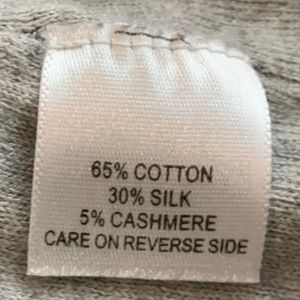 65% COTTON
30% SILK
5% CASHMERE
CARE ON REVERSE SIDE